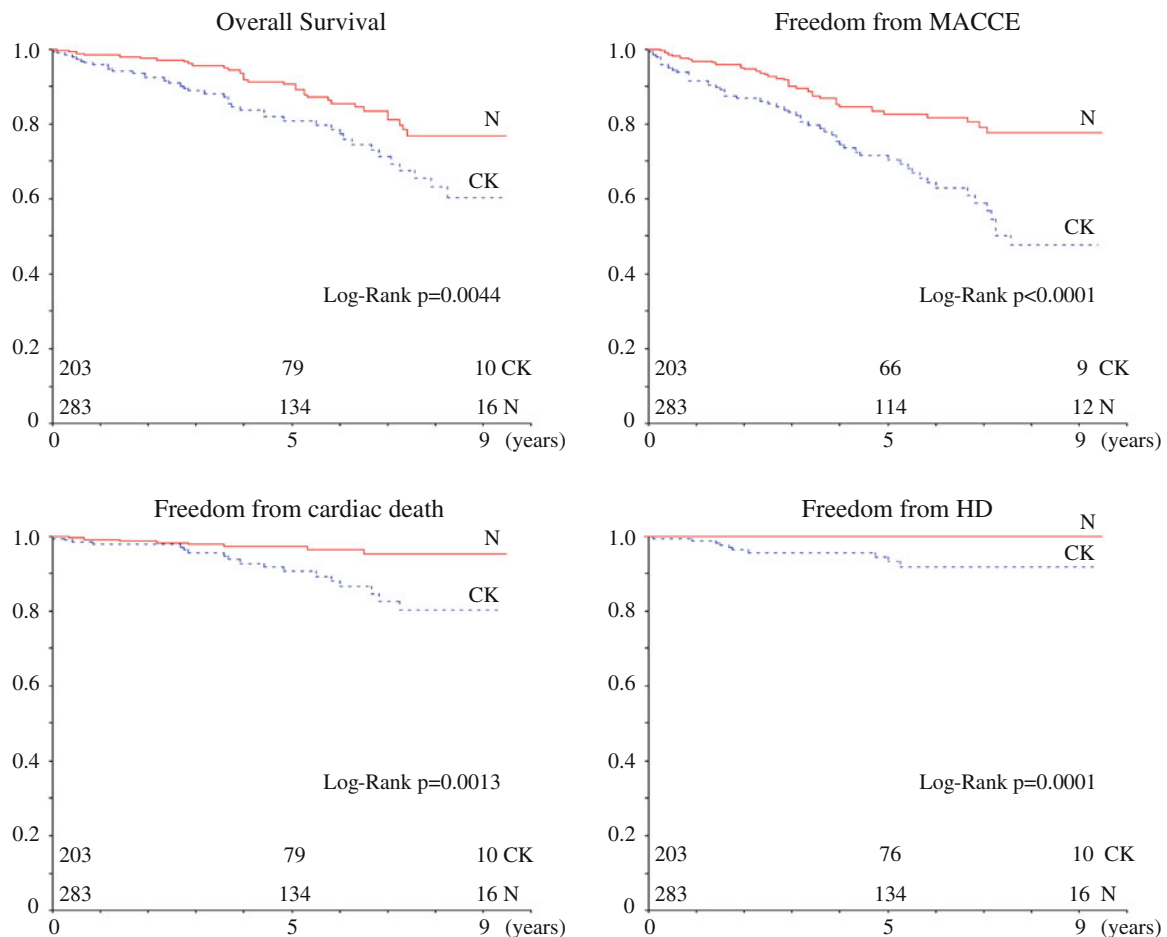 Overall Survival
1.0
0.8
0.6
0.4
0.2
0
N
CK
Log-Rank p=0.0044
203 79 10 CK
283 134 16 N
0 5 9 (years)
Freedom from MACCE
1.0
0.8
0.6
0.4
0.2
0
N
CK
Log-Rank p<0.0001
203 66 9 CK
283 114 12 N
0 5 9 (years)
Freedom from cardiac death
1.0
0.8
0.6
0.4
0.2
0
N
CK
Log-Rank p=0.0013
203 79 10 CK
283 134 16 N
0 5 9 (years)
Freedom from HD
1.0
0.8
0.6
0.4
0.2
0
N
CK
Log-Rank p=0.0001
203 76 10 CK
283 134 16 N
0 5 9 (years)